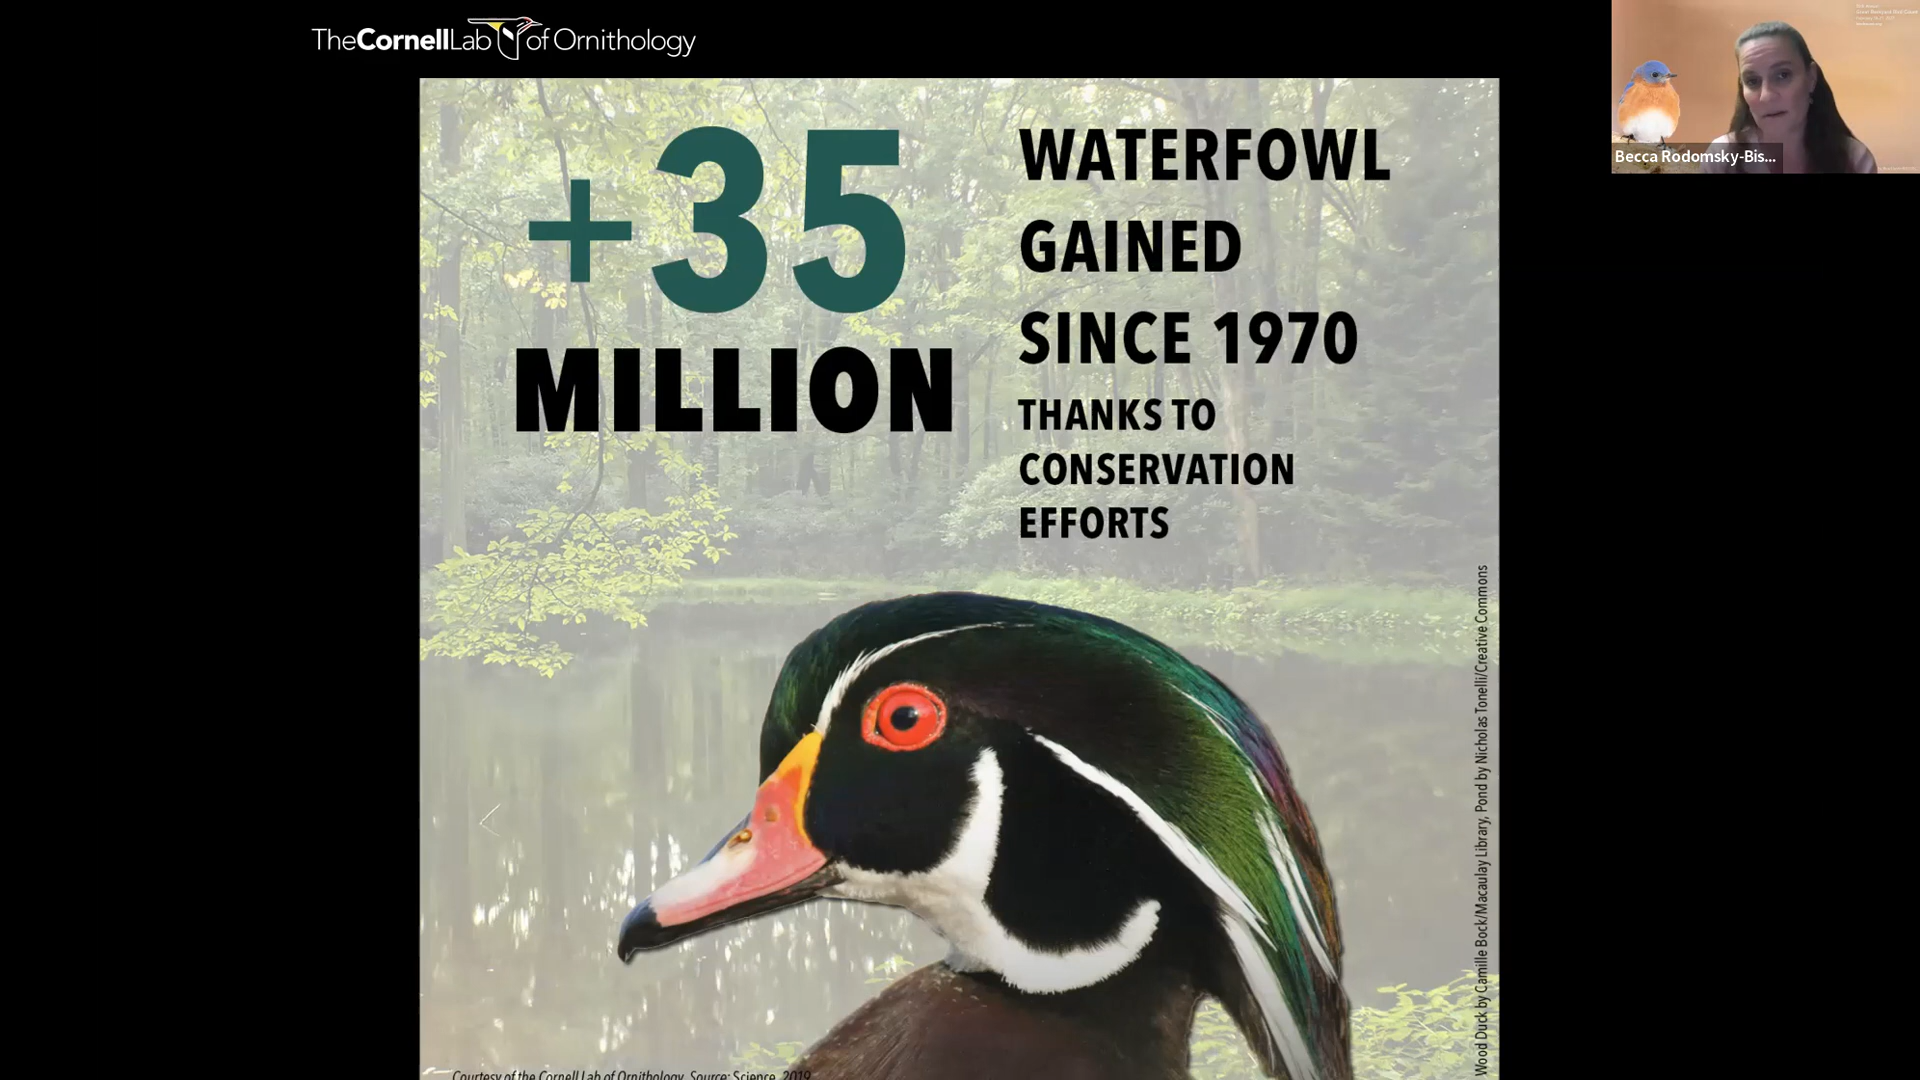 TheCornellLab of Ornithology
+35
MILLION
WATERFOWL
GAINED
SINCE 1970
THANKS TO
CONSERVATION
EFFORTS
Wood Duck by Camille Bock/Macaulay Library, Pond by Nicholas Tonelli/Creative Commons
Courtesy of the Cornell Lab of Ornithology. Source: Science, 2019
Becca Rodomsky-Bis...